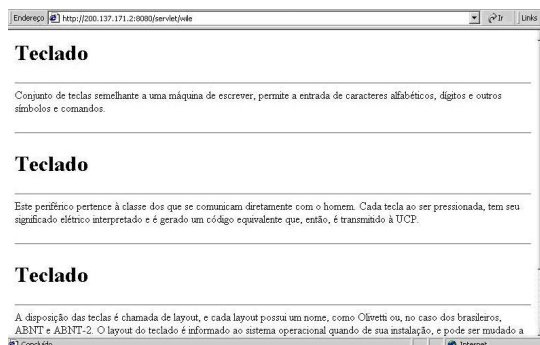 Endereço http://200.137.171.2:8080/servlet/wile Ir Links
Teclado
Conjunto de teclas semelhante a uma máquina de escrever, permite a entrada de caracteres alfabéticos, dígitos e outros
símbolos e comandos.
Teclado
Este periférico pertence à classe dos que se comunicam diretamente com o homem. Cada tecla ao ser pressionada, tem seu
significado elétrico interpretado e é gerado um código equivalente que, então, é transmitido à UCP.
Teclado
A disposição das teclas é chamada de layout, e cada layout possui um nome, como Olivetti ou, no caso dos brasileiros,
ABNT e ABNT-2. O layout do teclado é informado ao sistema operacional quando de sua instalação, e pode ser mudado a
Concluído Internet